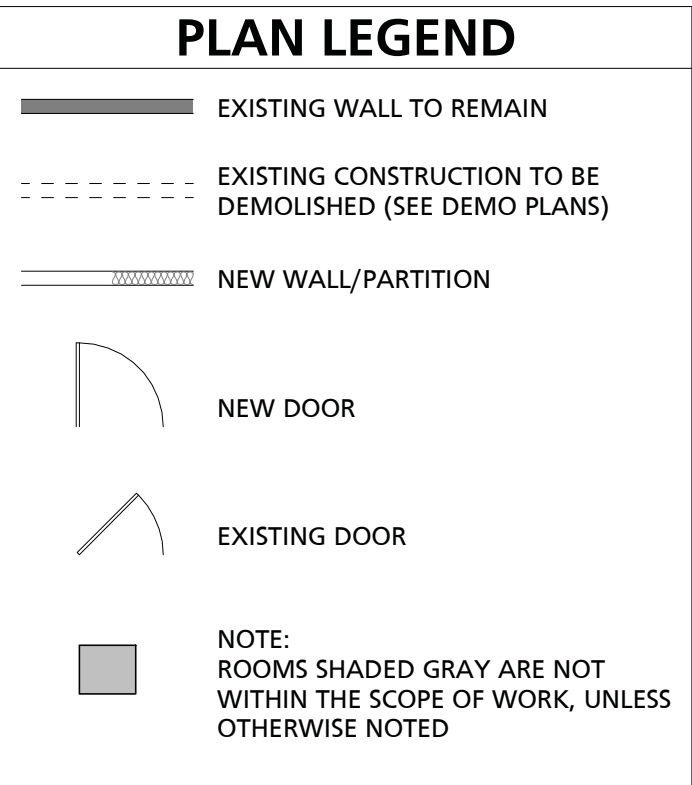 PLAN LEGEND
EXISTING WALL TO REMAIN
EXISTING CONSTRUCTION TO BE
DEMOLISHED (SEE DEMO PLANS)
NEW WALL/PARTITION
NEW DOOR
EXISTING DOOR
NOTE:
ROOMS SHADED GRAY ARE NOT
WITHIN THE SCOPE OF WORK, UNLESS
OTHERWISE NOTED